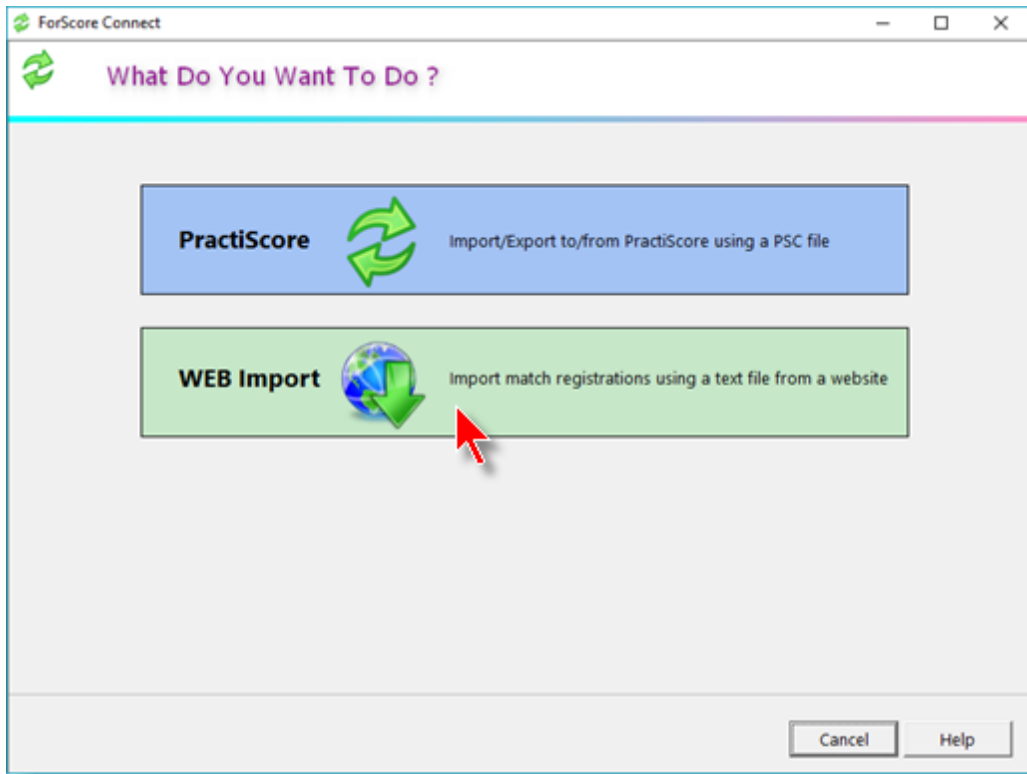 ForScore Connect
What Do You Want To Do ?
PractiScore
Import/Export to/from PractiScore using a PSC file
WEB Import
Import match registrations using a text file from a website
Cancel
Help